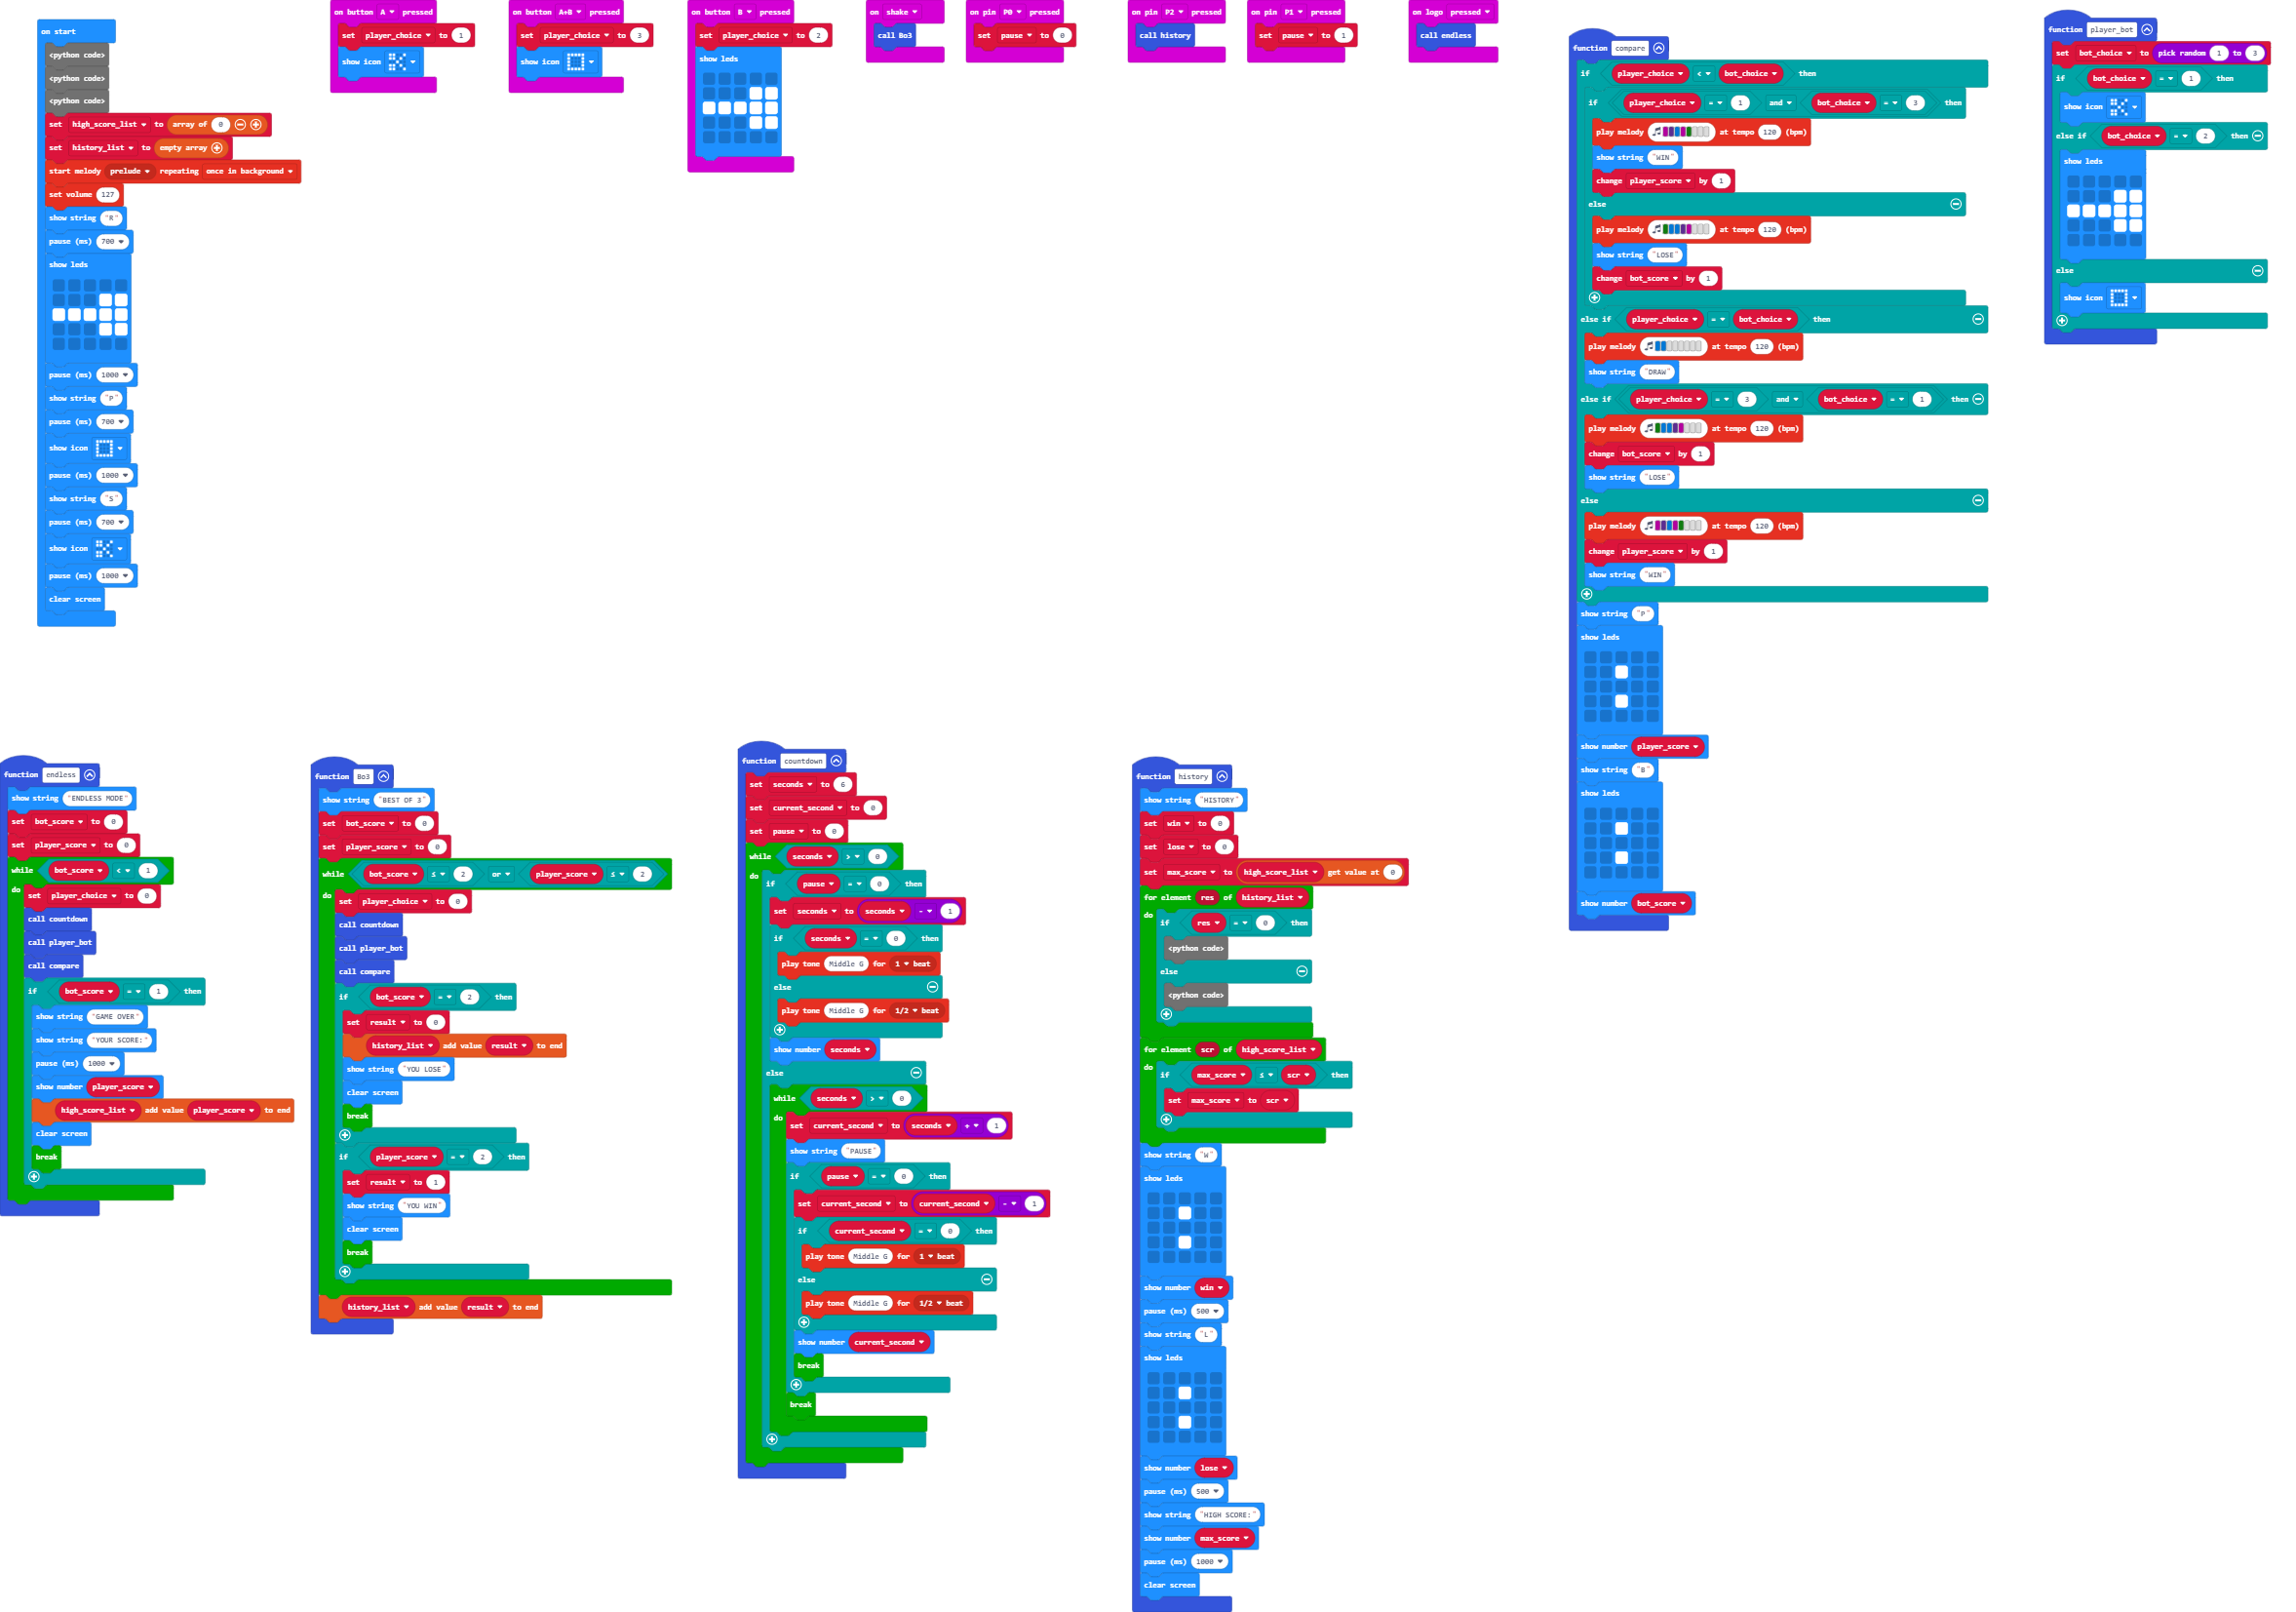 on start
<python code>
<python code>
<python code>
set high_score_list to array of 0
set history_list to empty array
start melody prelude repeating once in background
set volume 127
show string "R"
pause (ms) 700
show leds
pause (ms) 1000
show string "P"
pause (ms) 700
show icon
pause (ms) 1000
show string "S"
pause (ms) 700
show icon
pause (ms) 1000
clear screen
on button A pressed
set player_choice to 1
show icon
on button A+B pressed
set player_choice to 3
show icon
on button B pressed
set player_choice to 2
show leds
on shake
call Bo3
on pin P0 pressed
set pause to 0
on pin P2 pressed
call history
on pin P1 pressed
set pause to 1
on logo pressed
call endless
function compare
if player_choice < bot_choice then
if player_choice = 1 and bot_choice = 3 then
play melody at tempo 120 (bpm)
show string "WIN"
change player_score by 1
else
play melody at tempo 120 (bpm)
show string "LOSE"
change bot_score by 1
else if player_choice = bot_choice then
play melody at tempo 120 (bpm)
show string "DRAW"
else if player_choice = 3 and bot_choice = 1 then
play melody at tempo 120 (bpm)
change bot_score by 1
show string "LOSE"
else
play melody at tempo 120 (bpm)
change player_score by 1
show string "WIN"
show string "P"
show leds
show number player_score
show string "B"
show leds
show number bot_score
function player_bot
set bot_choice to pick random 1 to 3
if bot_choice = 1 then
show icon
else if bot_choice = 2 then
show leds
else
show icon
function endless
show string "ENDLESS MODE"
set bot_score to 0
set player_score to 0
while bot_score < 1
do set player_choice to 0
call countdown
call player_bot
call compare
if bot_score = 1 then
show string "GAME OVER"
show string "YOUR SCORE:"
pause (ms) 1000
show number player_score
high_score_list add value player_score to end
clear screen
break
function Bo3
show string "BEST OF 3"
set bot_score to 0
set player_score to 0
while bot_score ≤ 2 or player_score ≤ 2
do set player_choice to 0
call countdown
call player_bot
call compare
if bot_score = 2 then
set result to 0
history_list add value result to end
show string "YOU LOSE"
clear screen
break
if player_score = 2 then
set result to 1
show string "YOU WIN"
clear screen
break
history_list add value result to end
function countdown
set seconds to 6
set current_second to 0
set pause to 0
while seconds > 0
do if pause = 0 then
set seconds to seconds - 1
if seconds = 0 then
play tone Middle G for 1 beat
else
play tone Middle G for 1/2 beat
show number seconds
else
while seconds > 0
do set current_second to seconds + 1
show string "PAUSE"
if pause = 0 then
set current_second to current_second - 1
if current_second = 0 then
play tone Middle G for 1 beat
else
play tone Middle G for 1/2 beat
show number current_second
break
break
function history
show string "HISTORY"
set win to 0
set lose to 0
set max_score to high_score_list get value at 0
for element res of history_list
do if res = 0 then
<python code>
else
<python code>
for element scr of high_score_list
do if max_score ≤ scr then
set max_score to scr
show string "W"
show leds
show number win
pause (ms) 500
show string "L"
show leds
show number lose
pause (ms) 500
show string "HIGH SCORE:"
show number max_score
pause (ms) 1000
clear screen